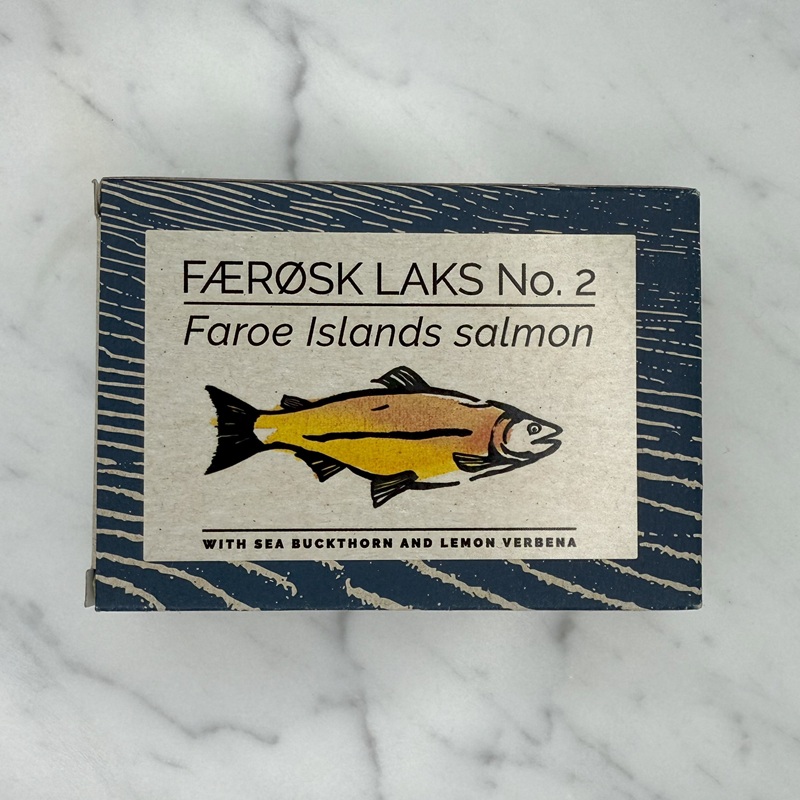 FÆRØSK LAKS No. 2
Faroe Islands salmon
WITH SEA BUCKTHORN AND LEMON VERBENA